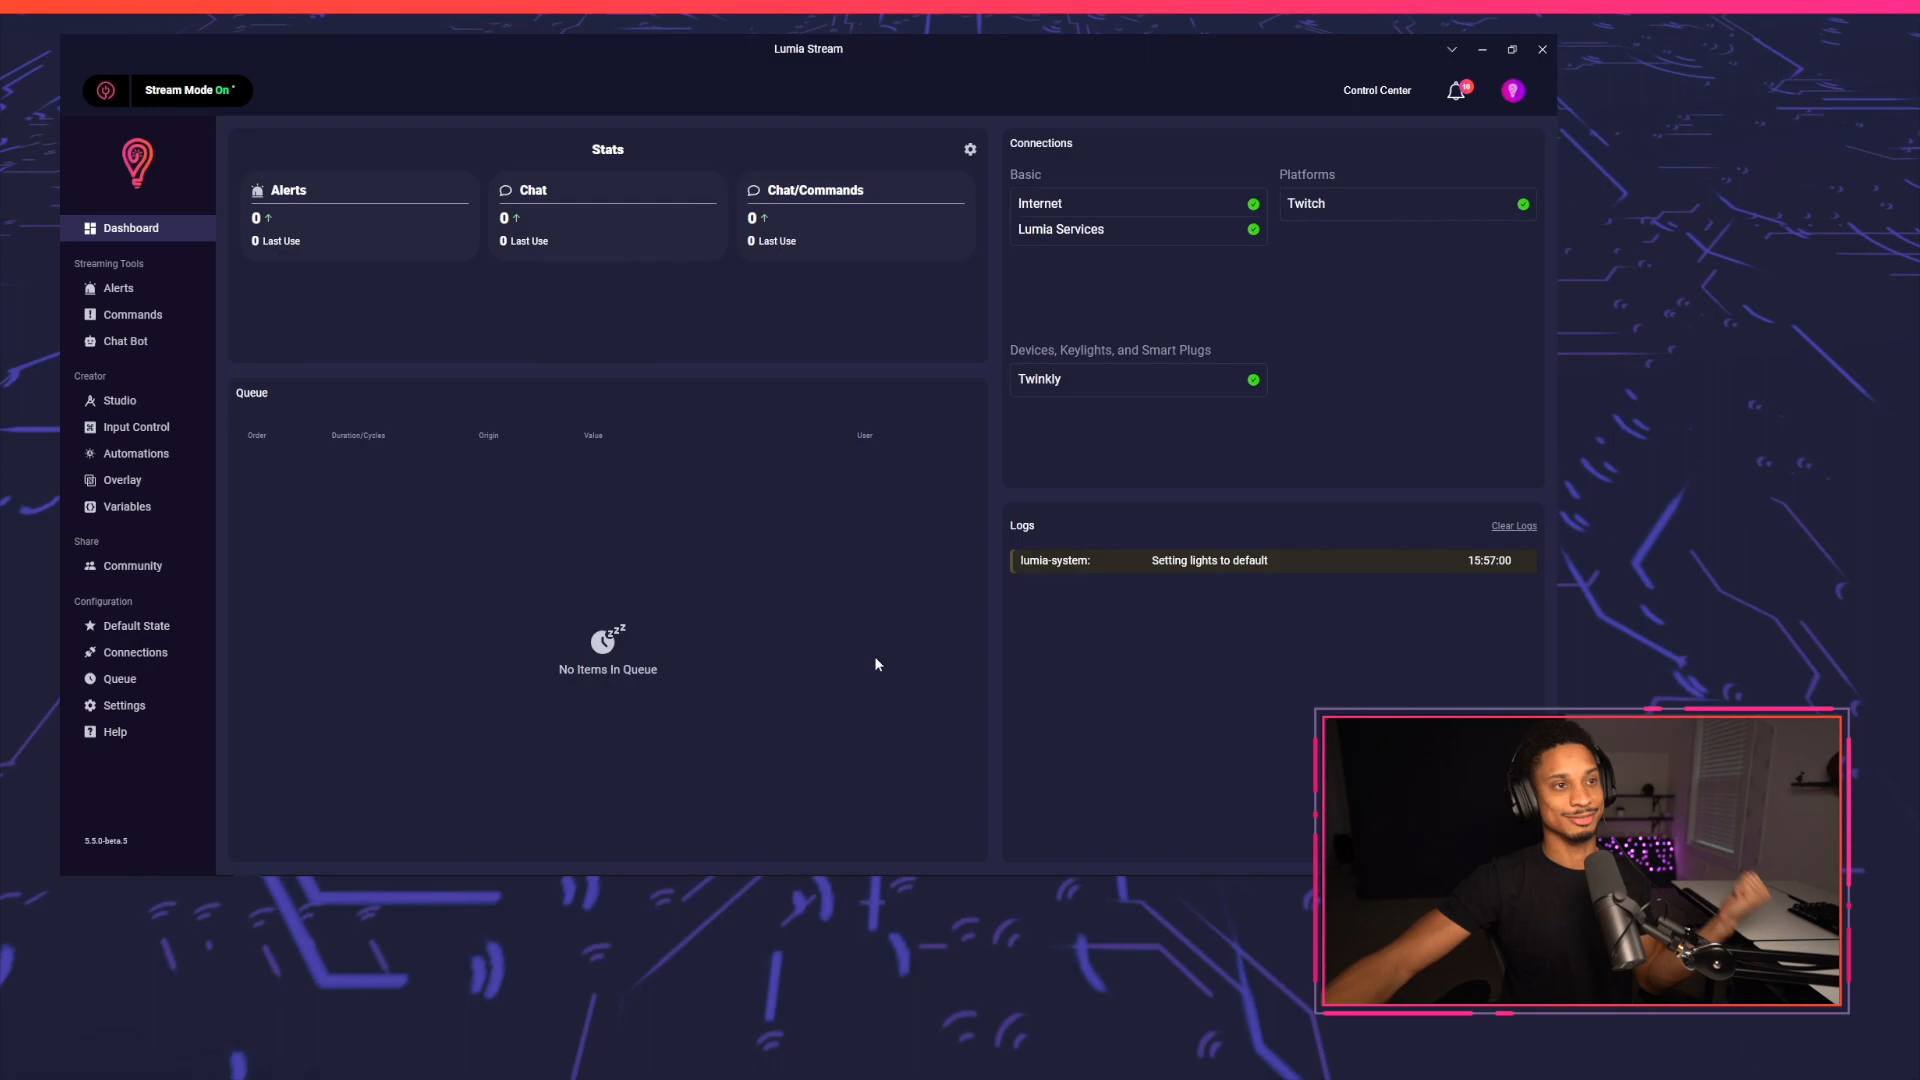 Lumia Stream
Stream Mode On
Control Center
10
Stats
Connections
Alerts
0
0 Last Use
Chat
0
0 Last Use
Chat/Commands
0
0 Last Use
Basic
Internet
Lumia Services
Platforms
Twitch
Devices, Keylights, and Smart Plugs
Twinkly
Dashboard
Streaming Tools
Alerts
Commands
Chat Bot
Creator
Studio
Input Control
Automations
Overlay
Variables
Share
Community
Configuration
Default State
Connections
Queue
Settings
Help
5.5.0-beta.5
Queue
Order Duration/Cycles Origin Value User
No Items In Queue
Logs
Clear Logs
lumia-system: Setting lights to default 15:57:00